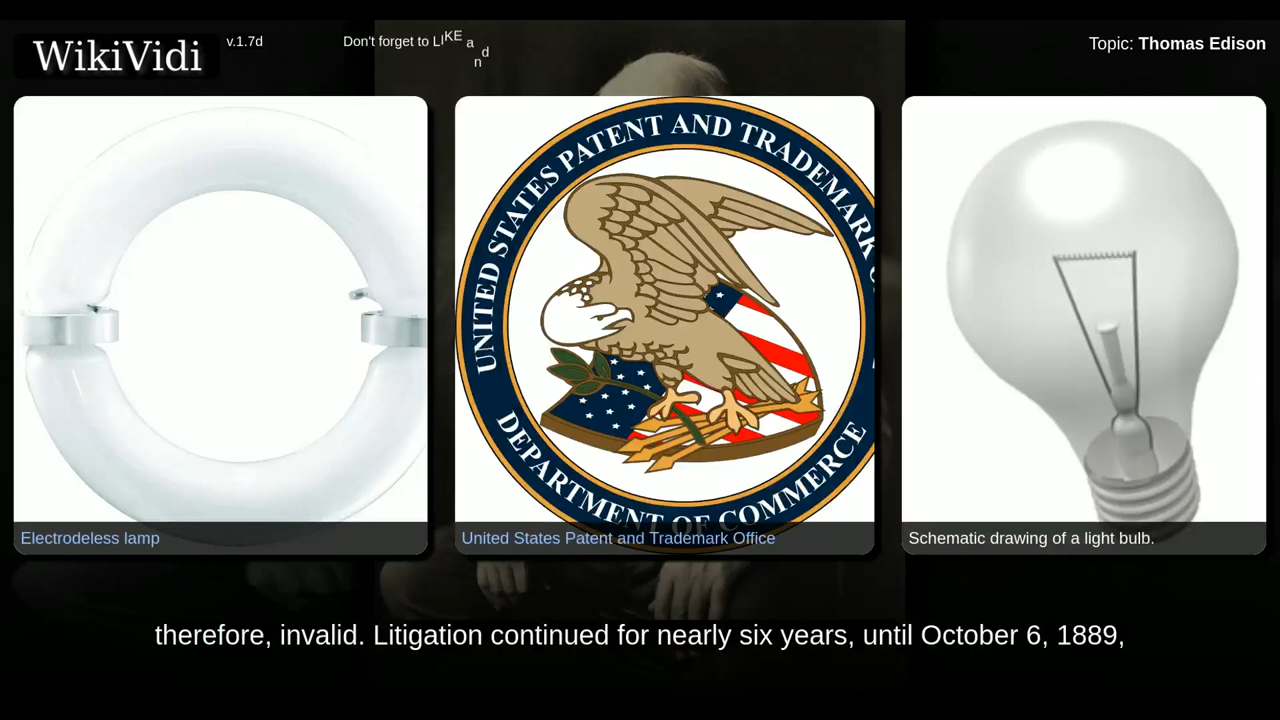 WikiVidi
v.1.7d
Don't forget to LIKE and
Topic: Thomas Edison
UNITED STATES PATENT AND TRADEMARK
DEPARTMENT OF COMMERCE
Electrodeless lamp
United States Patent and Trademark Office
Schematic drawing of a light bulb.
therefore, invalid. Litigation continued for nearly six years, until October 6, 1889,